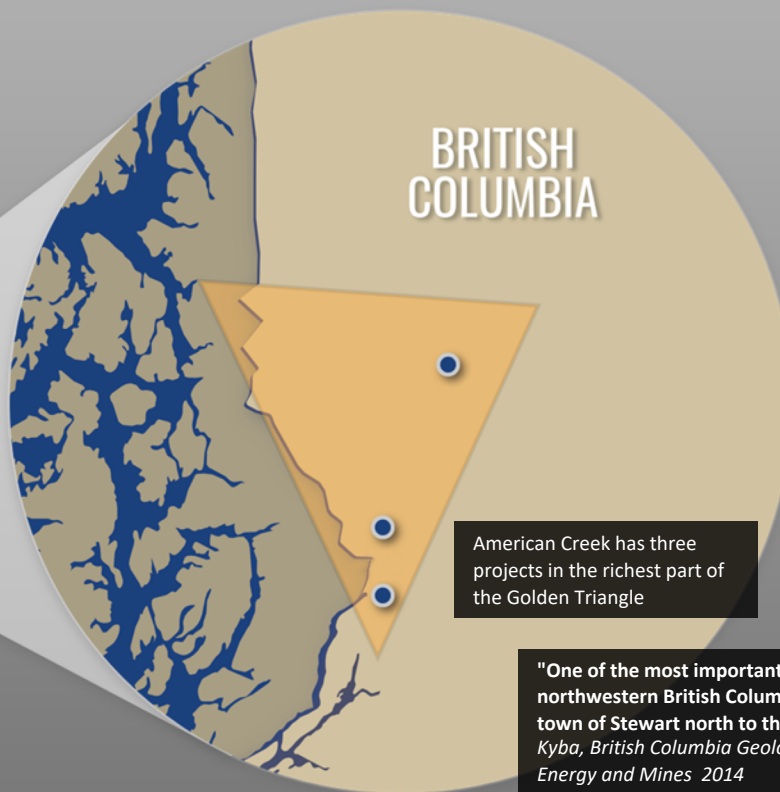 BRITISH
COLUMBIA
American Creek has three
projects in the richest part of
the Golden Triangle
"One of the most important
northwestern British Colum
town of Stewart north to th
Kyba, British Columbia Geolo
Energy and Mines 2014